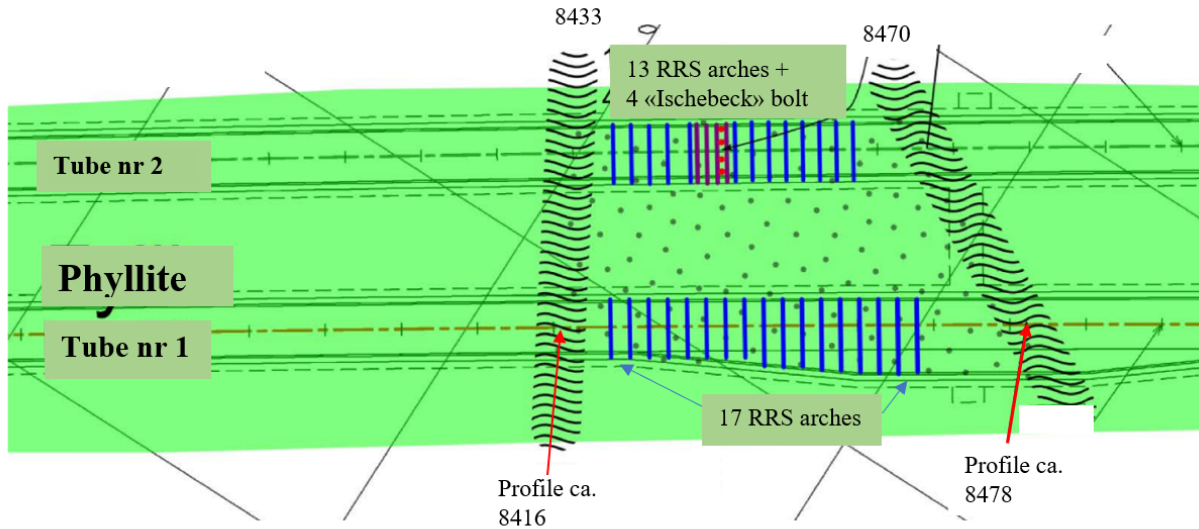 8433
8470
13 RRS arches +
4 «Ischebeck» bolt
Tube nr 2
Phyllite
Tube nr 1
17 RRS arches
Profile ca.
8416
Profile ca.
8478